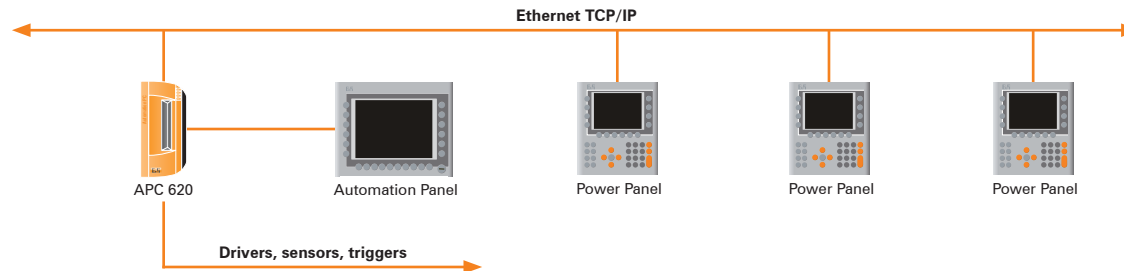 Ethernet TCP/IP
APC 620
Automation Panel
Power Panel
Power Panel
Power Panel
Drivers, sensors, triggers